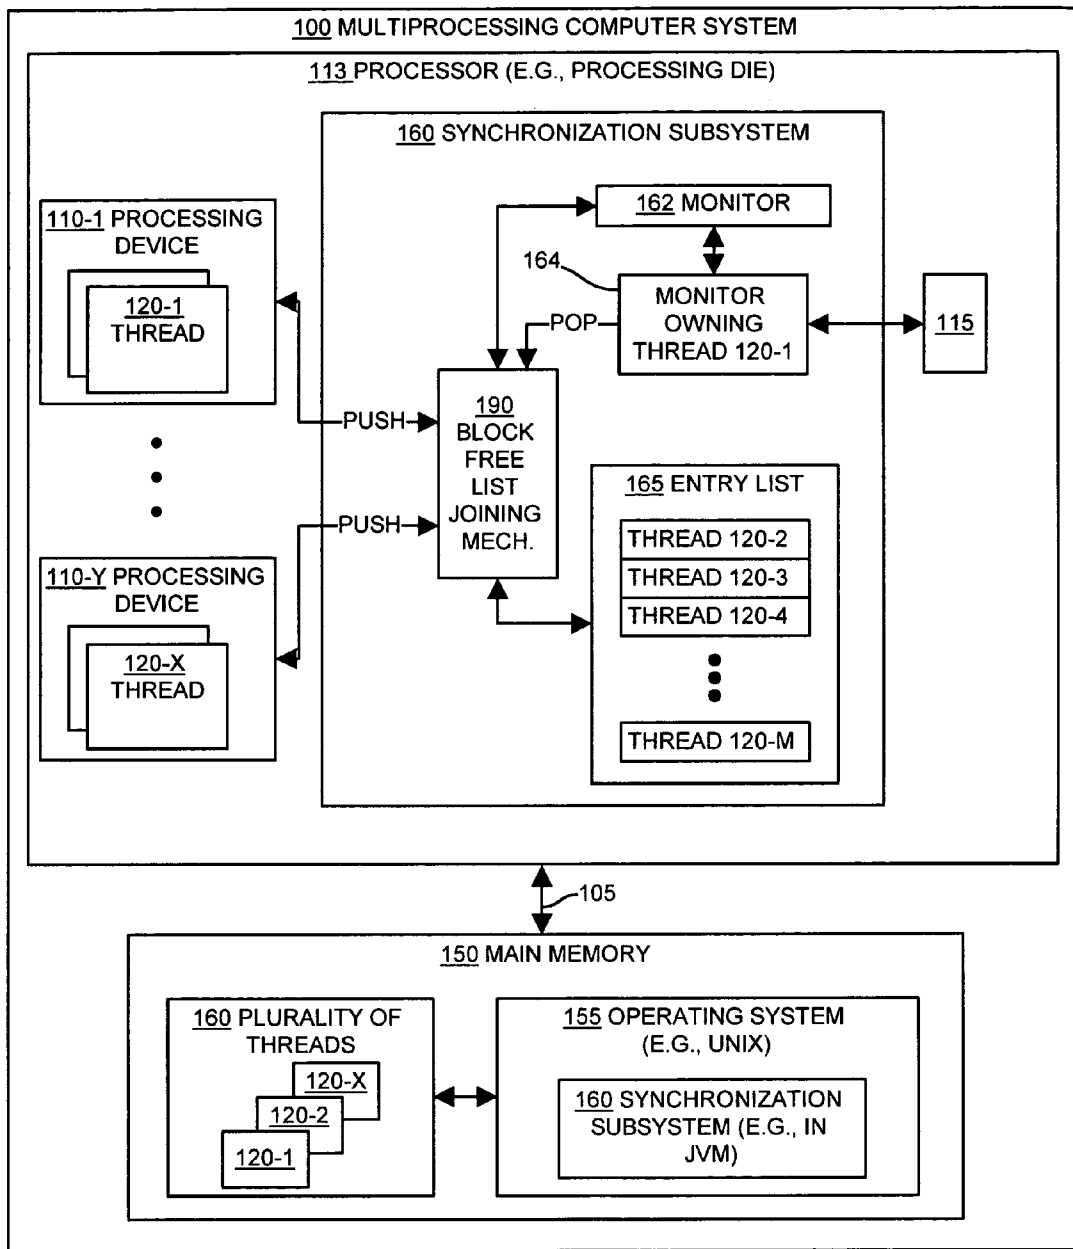 100 MULTIPROCESSING COMPUTER SYSTEM
113 PROCESSOR (E.G., PROCESSING DIE)
160 SYNCHRONIZATION SUBSYSTEM
110-1 PROCESSING
DEVICE
120-1
THREAD
162 MONITOR
164
MONITOR
OWNING
THREAD 120-1
115
POP
PUSH
190
BLOCK
FREE
LIST
JOINING
MECH.
PUSH
165 ENTRY LIST
THREAD 120-2
THREAD 120-3
THREAD 120-4
THREAD 120-M
110-Y PROCESSING
DEVICE
120-X
THREAD
105
150 MAIN MEMORY
160 PLURALITY OF
THREADS
120-X
120-2
120-1
155 OPERATING SYSTEM
(E.G., UNIX)
160 SYNCHRONIZATION
SUBSYSTEM (E.G., IN
JVM)